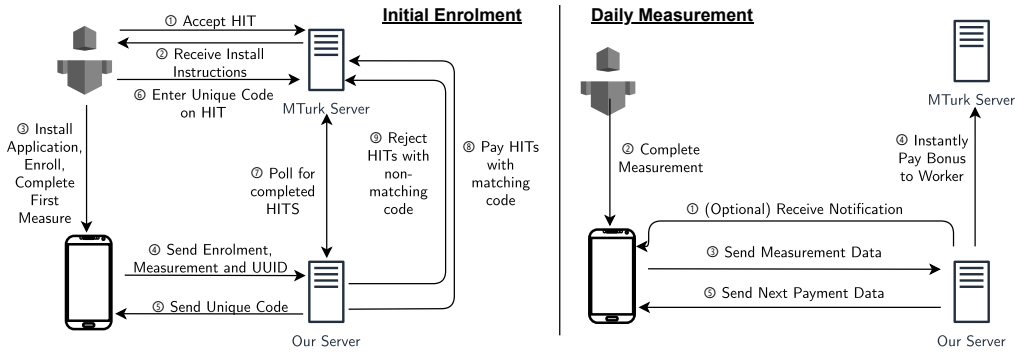 Initial Enrolment
① Accept HIT
② Receive Install
Instructions
⑥ Enter Unique Code
on HIT
MTurk Server
③ Install
Application,
Enroll,
Complete
First
Measure
⑦ Poll for
completed
HITS
⑨ Reject
HITs with
non-
matching
code
⑧ Pay HITs
with
matching
code
④ Send Enrolment,
Measurement and UUID
⑤ Send Unique Code
Our Server
Daily Measurement
MTurk Server
② Complete
Measurement
④ Instantly
Pay Bonus
to Worker
① (Optional) Receive Notification
③ Send Measurement Data
⑤ Send Next Payment Data
Our Server